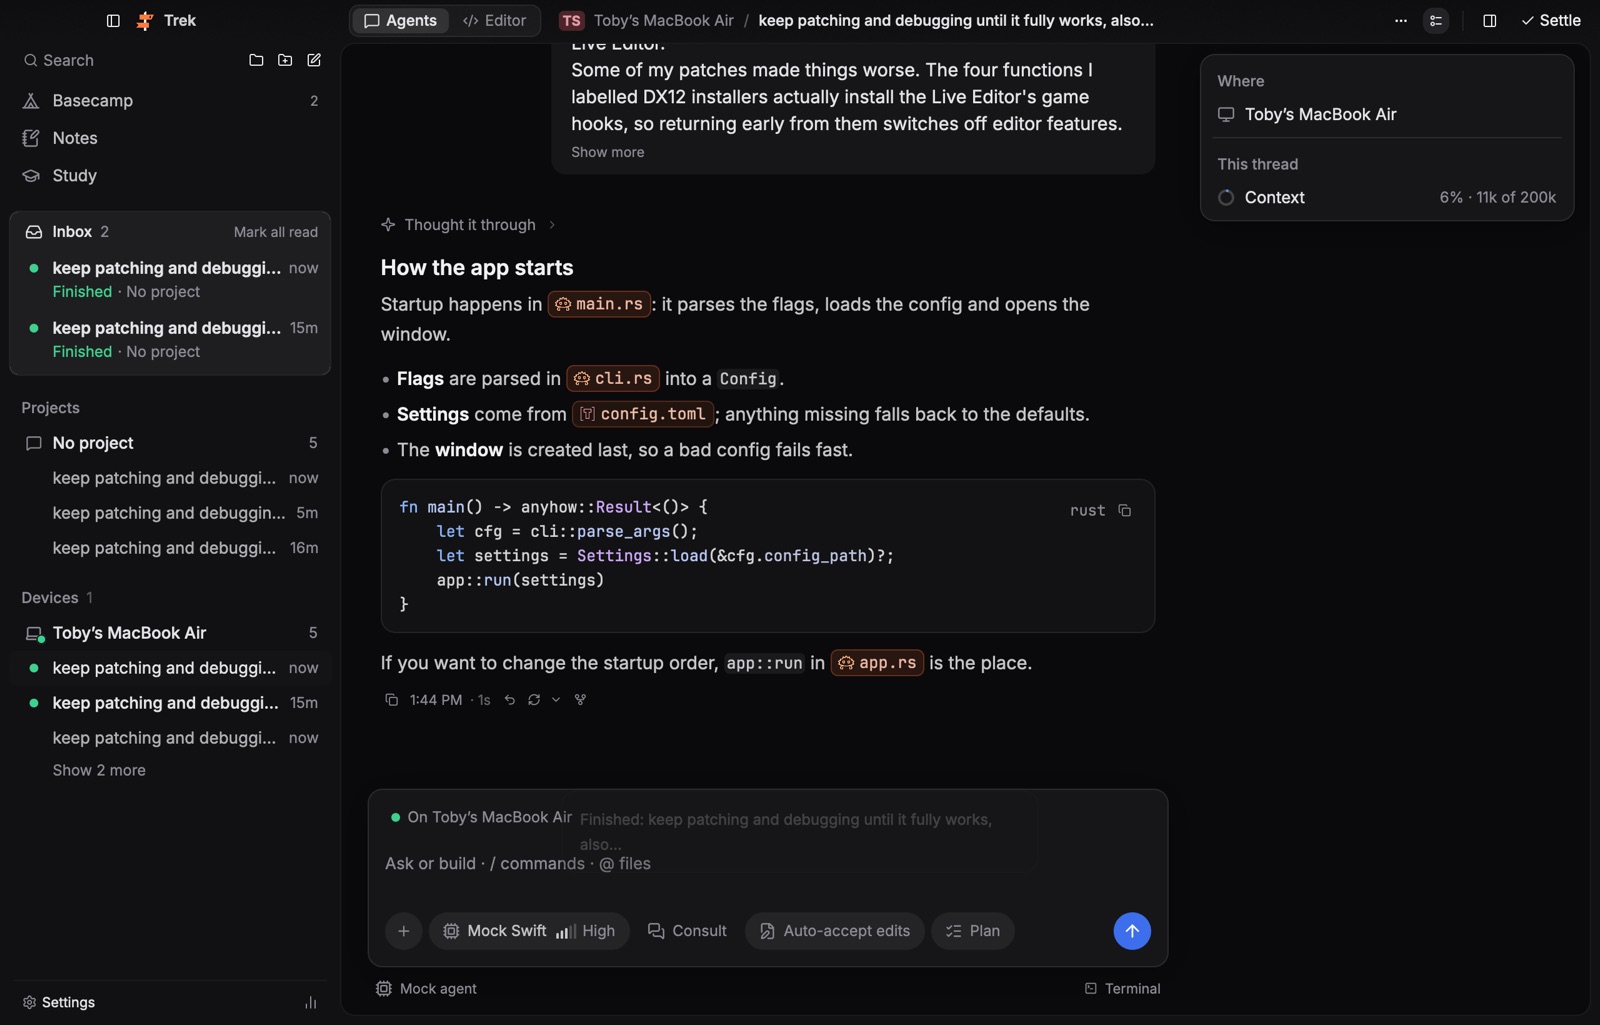 Trek
Agents
Editor
TS Toby's MacBook Air / keep patching and debugging until it fully works, also...
Settle
Search
Basecamp 2
Notes
Study
Inbox 2 Mark all read
keep patching and debuggi... now
Finished · No project
keep patching and debuggi... 15m
Finished · No project
Projects
No project 5
keep patching and debuggi... now
keep patching and debuggin... 5m
keep patching and debuggi... 16m
Devices 1
Toby's MacBook Air 5
keep patching and debuggi... now
keep patching and debuggi... 15m
keep patching and debuggi... now
Show 2 more
Settings
Live Editor.
Some of my patches made things worse. The four functions I
labelled DX12 installers actually install the Live Editor's game
hooks, so returning early from them switches off editor features.
Show more
Thought it through
How the app starts
Startup happens in main.rs: it parses the flags, loads the config and opens the
window.
• Flags are parsed in cli.rs into a Config.
• Settings come from config.toml; anything missing falls back to the defaults.
• The window is created last, so a bad config fails fast.
rust
fn main() -> anyhow::Result<()> {
    let cfg = cli::parse_args();
    let settings = Settings::load(&cfg.config_path)?;
    app::run(settings)
}
If you want to change the startup order, app::run in app.rs is the place.
1:44 PM · 1s
On Toby's MacBook Air
Finished: keep patching and debugging until it fully works,
also...
Ask or build · / commands · @ files
Mock Swift High
Consult
Auto-accept edits
Plan
Mock agent
Terminal
Where
Toby's MacBook Air
This thread
Context 6% · 11k of 200k